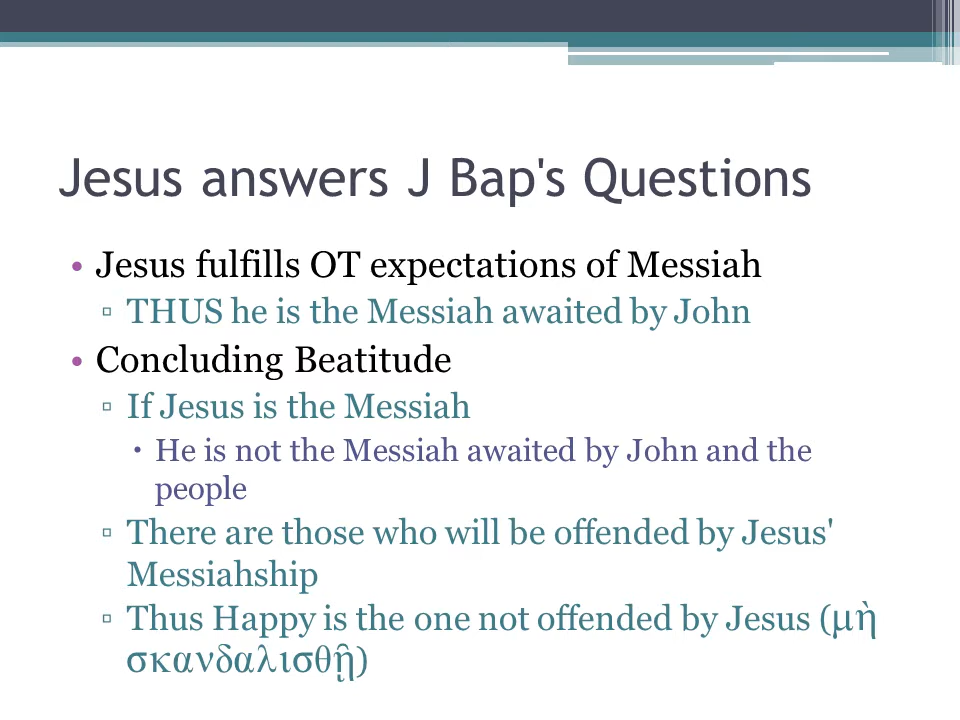 Jesus answers J Bap's Questions
• Jesus fulfills OT expectations of Messiah
▫ THUS he is the Messiah awaited by John
• Concluding Beatitude
▫ If Jesus is the Messiah
▪ He is not the Messiah awaited by John and the
people
▫ There are those who will be offended by Jesus'
Messiahship
▫ Thus Happy is the one not offended by Jesus (μὴ
σκανδαλισθῇ)